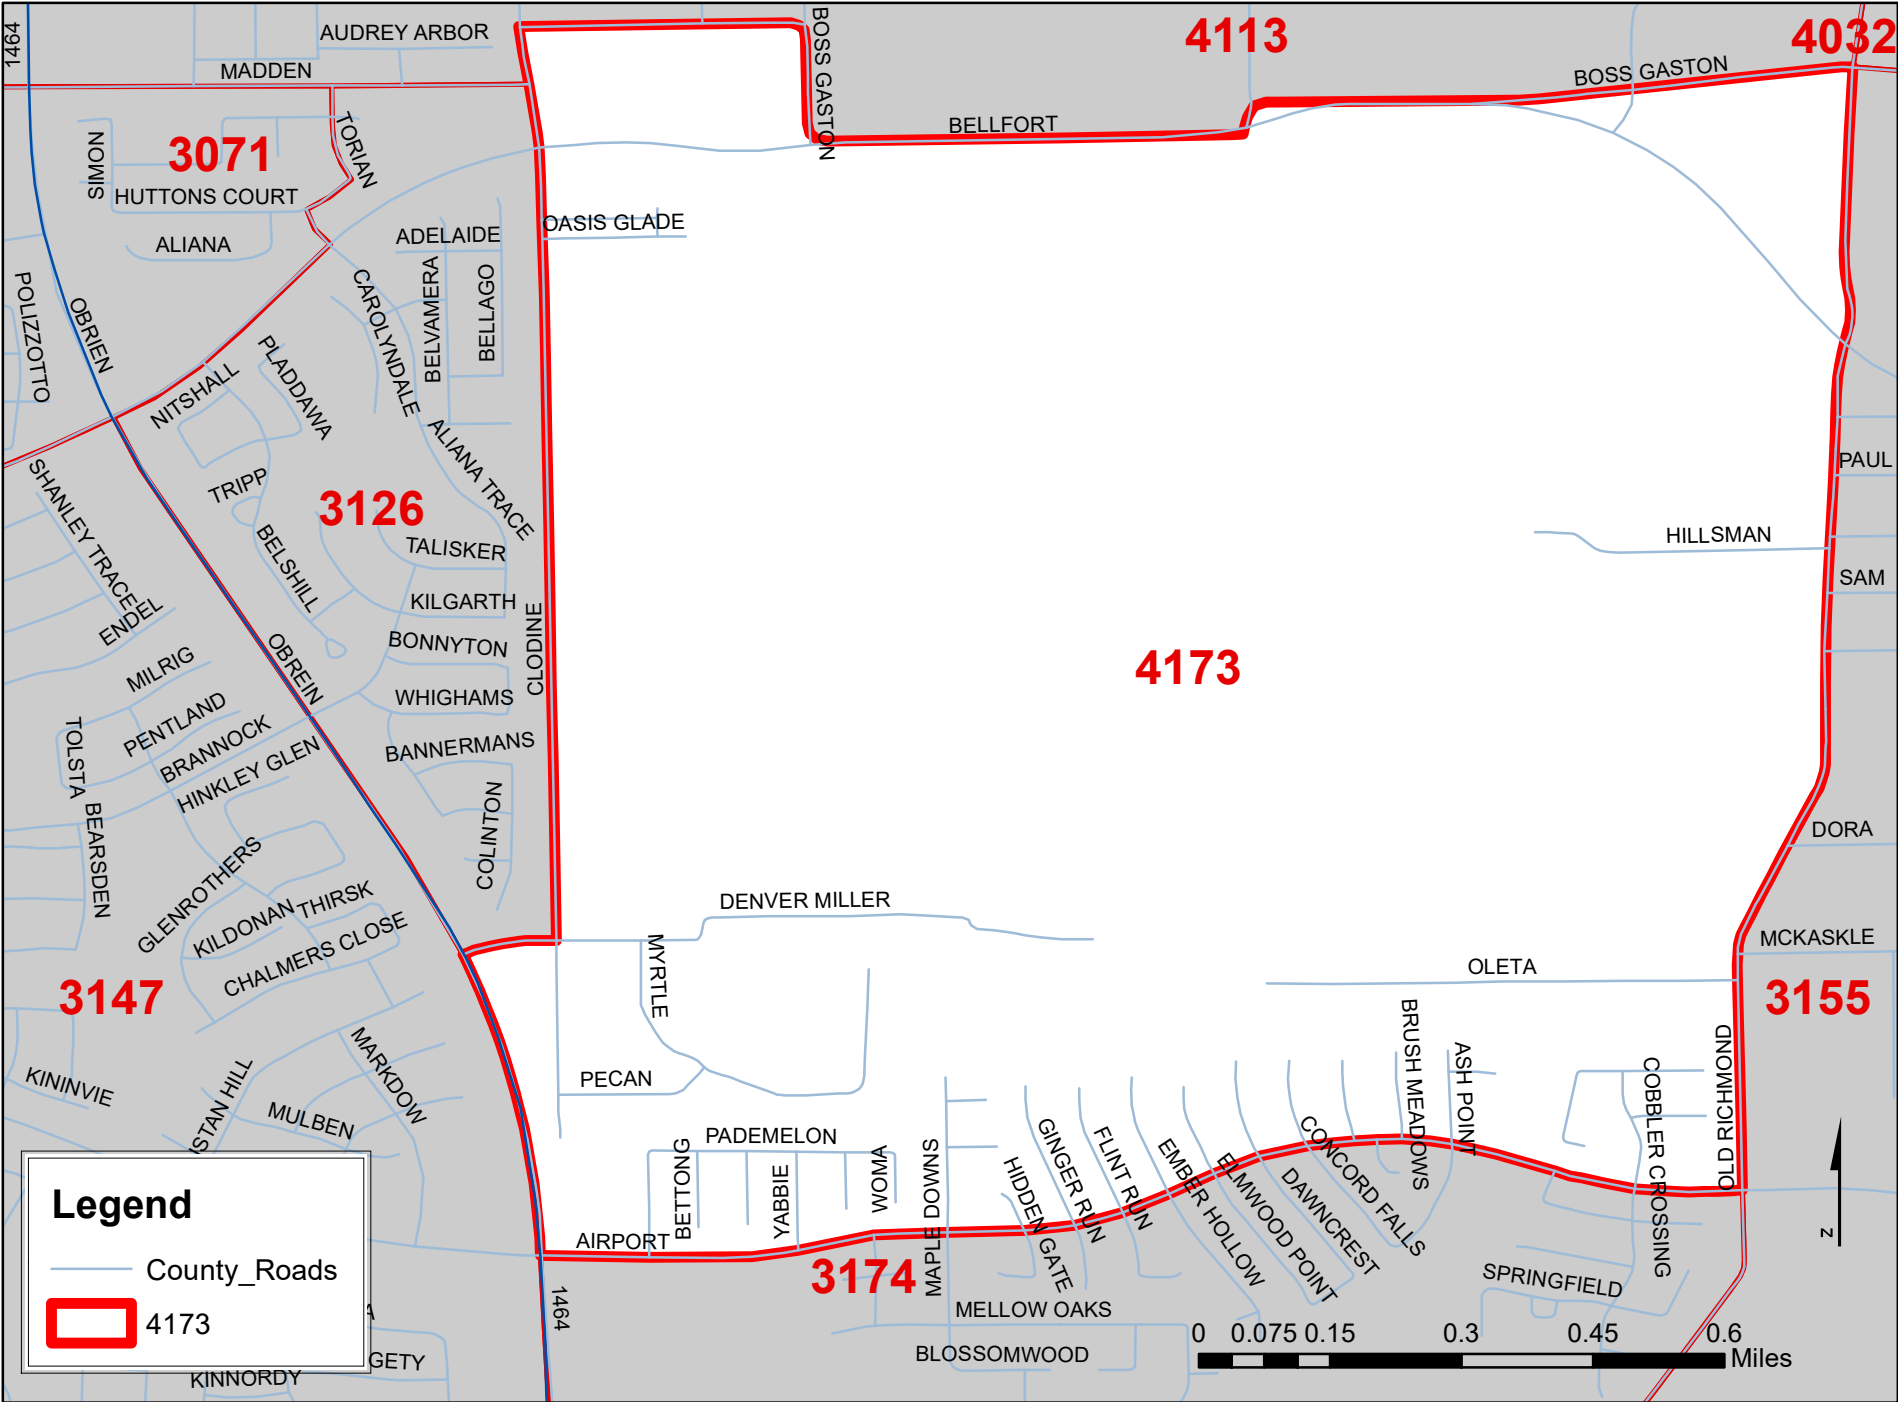 1464
AUDREY ARBOR
BOSS GASTON
4113
4032
MADDEN
BOSS GASTON
BELLFORT
TORIAN
SIMON
3071
HUTTONS COURT
OASIS GLADE
ALIANA
ADELAIDE
POLIZZOTTO
OBRIEN
CAROLYNDALE
BELVAMERA
BELLAGO
PLADDAWA
NITSHALL
ALIANA TRACE
PAUL
SHANLEY TRACE
TRIPP
3126
BELSHILL
TALISKER
HILLSMAN
SAM
ENDEL
KILGARTH
CLODINE
OBREIN
BONNYTON
4173
MILRIG
WHIGHAMS
PENTLAND
TOLSTA
BRANNOCK
BANNERMANS
HINKLEY GLEN
BEARSDEN
COLINTON
DORA
GLENROTHERS
THIRSK
DENVER MILLER
KILDONAN
CHALMERS CLOSE
MCKASKLE
MYRTLE
OLETA
3147
3155
BRUSH MEADOWS
ASH POINT
OLD RICHMOND
MARKDOW
KININVIE
PECAN
COBBLER CROSSING
ISTAN HILL
MULBEN
PADEMELON
GINGER RUN
FLINT RUN
CONCORD FALLS
BETTONG
YABBIE
WOMA
MAPLE DOWNS
HIDDEN GATE
EMBER HOLLOW
ELMWOOD POINT
DAWNCREST
Legend
County_Roads
4173
AIRPORT
3174
SPRINGFIELD
Z
1464
MELLOW OAKS
A
GETY
KINNORDY
BLOSSOMWOOD
0 0.075 0.15 0.3 0.45 0.6
Miles